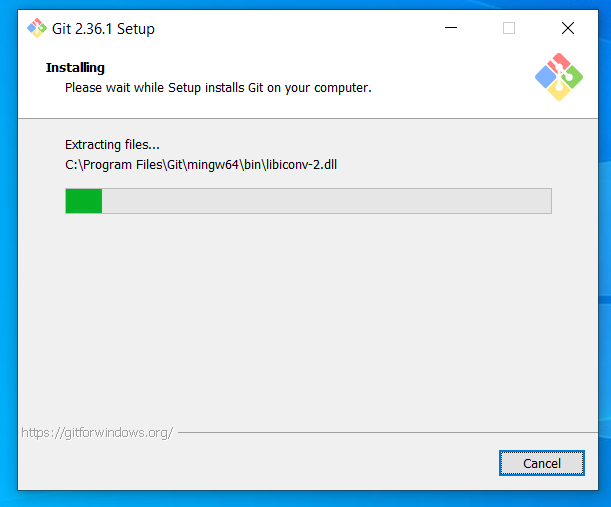 Git 2.36.1 Setup
Installing
Please wait while Setup installs Git on your computer.
Extracting files...
C:\Program Files\Git\mingw64\bin\libiconv-2.dll
https://gitforwindows.org/
Cancel